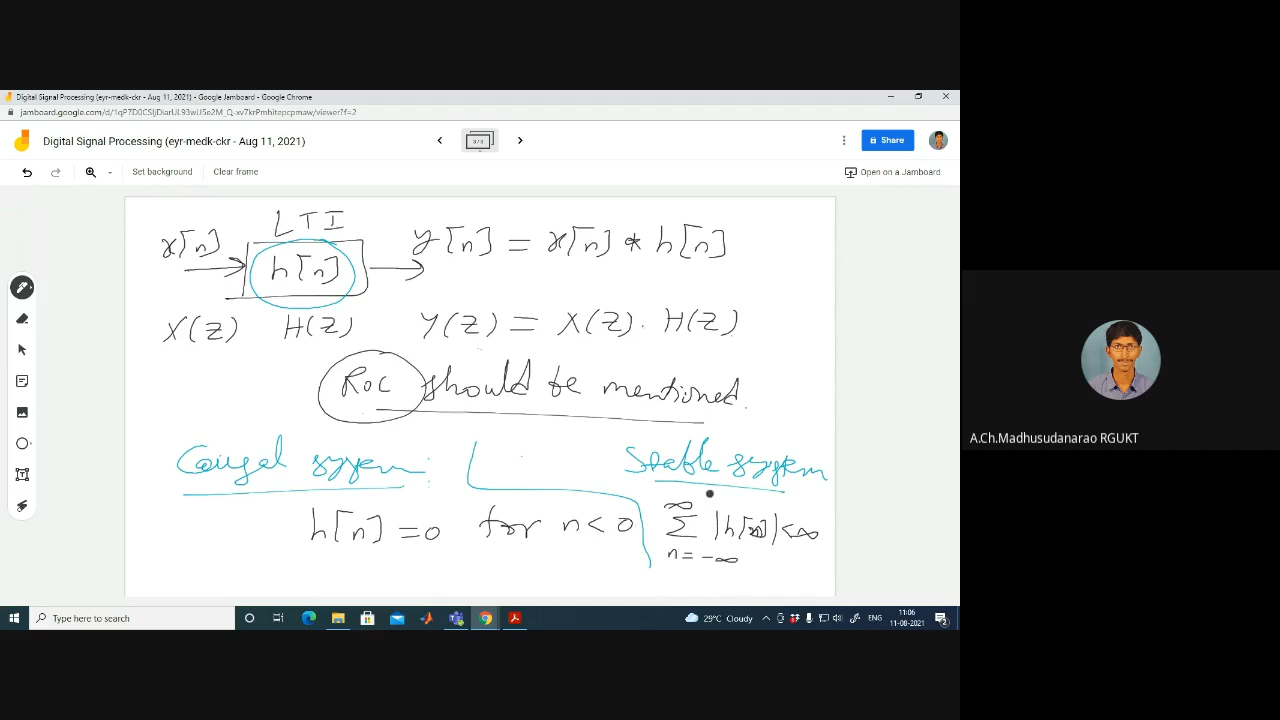 Digital Signal Processing (eyr-medk-ckr - Aug 11, 2021) - Google Jamboard - Google Chrome
Digital Signal Processing (eyr-medk-ckr - Aug 11, 2021)
3 / 3
Share
Set background
Clear frame
Open on a Jamboard
LTI
x[n] h[n] y[n] = x[n] * h[n]
X(Z) H(Z) Y(Z) = X(Z) . H(Z)
ROC should be mentioned.
Causal system : Stable system
h[n] = 0 for n < 0 ∞
∑ |h[n]| < ∞
n = -∞
A.Ch.Madhusudanarao RGUKT
Type here to search
29°C Cloudy
ENG
11:06
11-08-2021
2